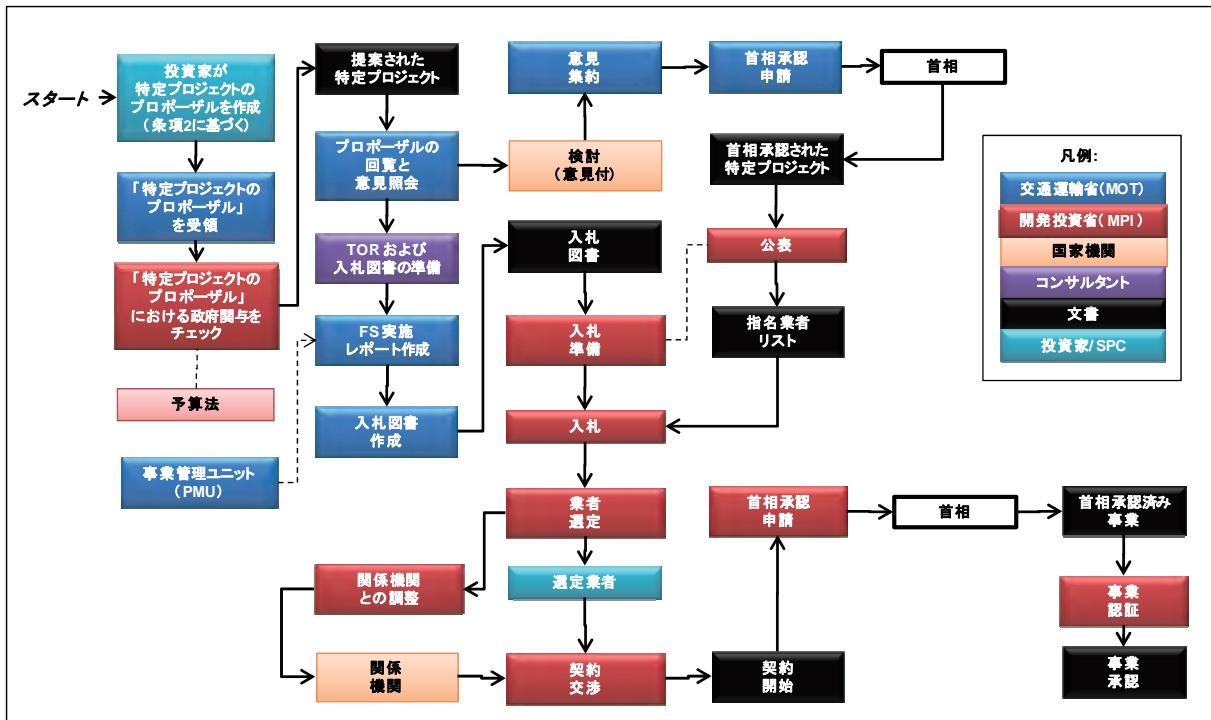 スタート
投資家が
特定プロジェクトの
プロポーザルを作成
(条項2に基づく)
「特定プロジェクトの
プロポーザル」
を受領
「特定プロジェクトの
プロポーザル」
における政府関与を
チェック
予算法
事業管理ユニット
(PMU)
提案された
特定プロジェクト
プロポーザルの
回覧と
意見照会
TORおよび
入札図書の準備
FS実施
レポート作成
入札図書
作成
意見
集約
検討
(意見付)
首相承認
申請
首相
首相承認された
特定プロジェクト
公表
指名業者
リスト
入札
図書
入札
準備
入札
業者
選定
選定業者
関係機関
との調整
関係
機関
契約
交渉
契約
開始
首相承認
申請
首相
首相承認済み
事業
事業
認証
事業
承認
凡例:
交通運輸省(MOT)
開発投資省(MPI)
国家機関
コンサルタント
文書
投資家/SPC